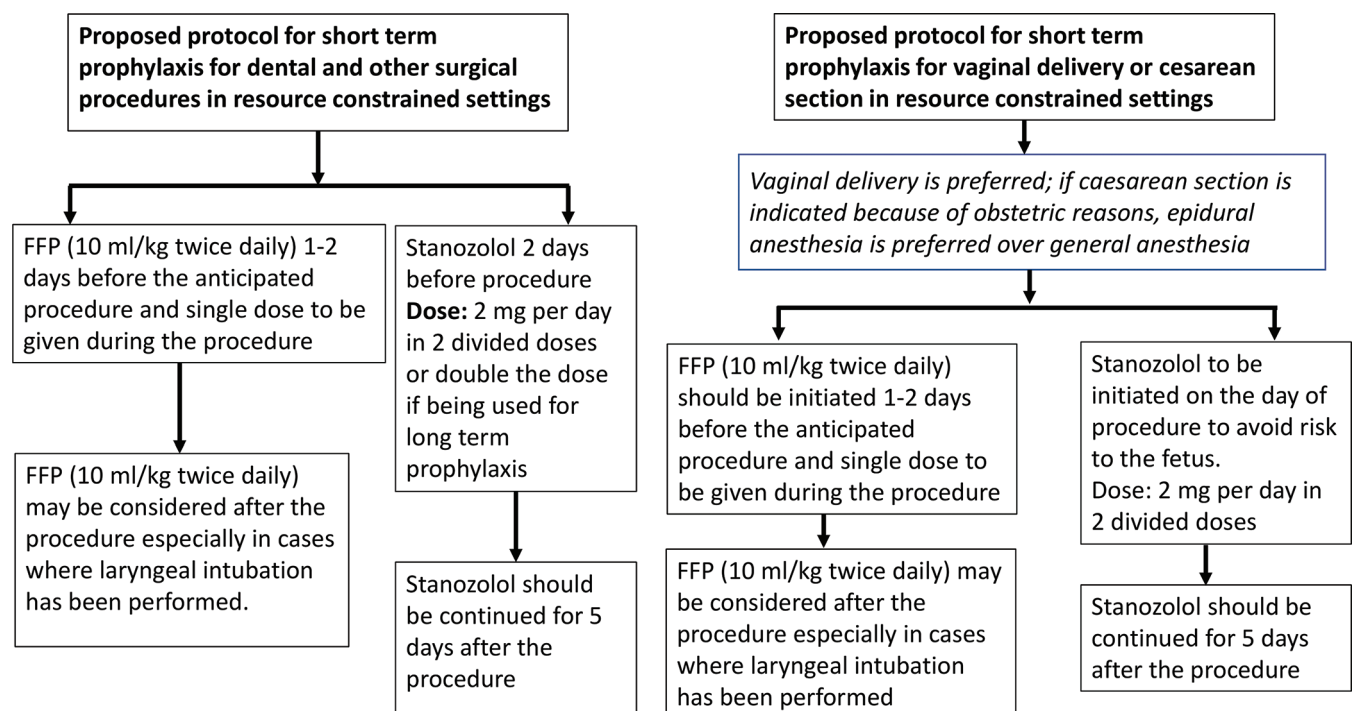 Proposed protocol for short term
prophylaxis for dental and other surgical
procedures in resource constrained settings
FFP (10 ml/kg twice daily) 1-2
days before the anticipated
procedure and single dose to be
given during the procedure
FFP (10 ml/kg twice daily)
may be considered after the
procedure especially in cases
where laryngeal intubation
has been performed.
Stanozolol 2 days
before procedure
Dose: 2 mg per day
in 2 divided doses
or double the dose
if being used for
long term
prophylaxis
Stanozolol should
be continued for 5
days after the
procedure
Proposed protocol for short term
prophylaxis for vaginal delivery or cesarean
section in resource constrained settings
Vaginal delivery is preferred; if caesarean section is
indicated because of obstetric reasons, epidural
anesthesia is preferred over general anesthesia
FFP (10 ml/kg twice daily)
should be initiated 1-2 days
before the anticipated
procedure and single dose to
be given during the procedure
FFP (10 ml/kg twice daily) may
be considered after the
procedure especially in cases
where laryngeal intubation
has been performed
Stanozolol to be
initiated on the day of
procedure to avoid risk
to the fetus.
Dose: 2 mg per day in
2 divided doses
Stanozolol should be
continued for 5 days
after the procedure